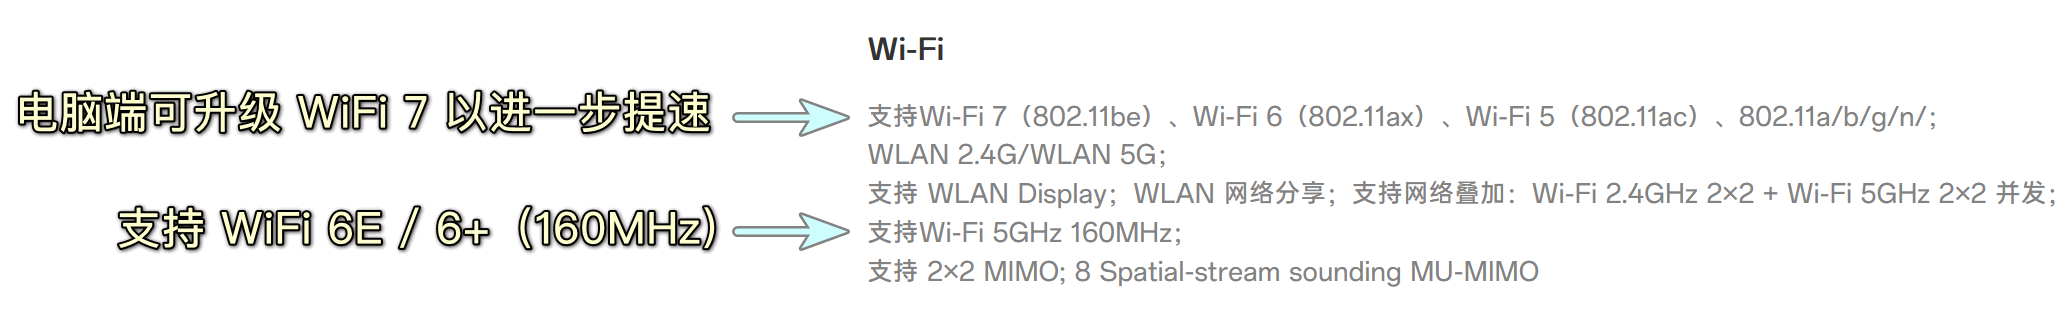 Wi-Fi
电脑端可升级 WiFi 7 以进一步提速
支持Wi-Fi 7（802.11be）、Wi-Fi 6（802.11ax）、Wi-Fi 5（802.11ac）、802.11a/b/g/n/；
WLAN 2.4G/WLAN 5G；
支持 WLAN Display；WLAN 网络分享；支持网络叠加：Wi-Fi 2.4GHz 2×2 + Wi-Fi 5GHz 2×2 并发；
支持 WiFi 6E / 6+（160MHz）
支持Wi-Fi 5GHz 160MHz；
支持 2×2 MIMO; 8 Spatial-stream sounding MU-MIMO